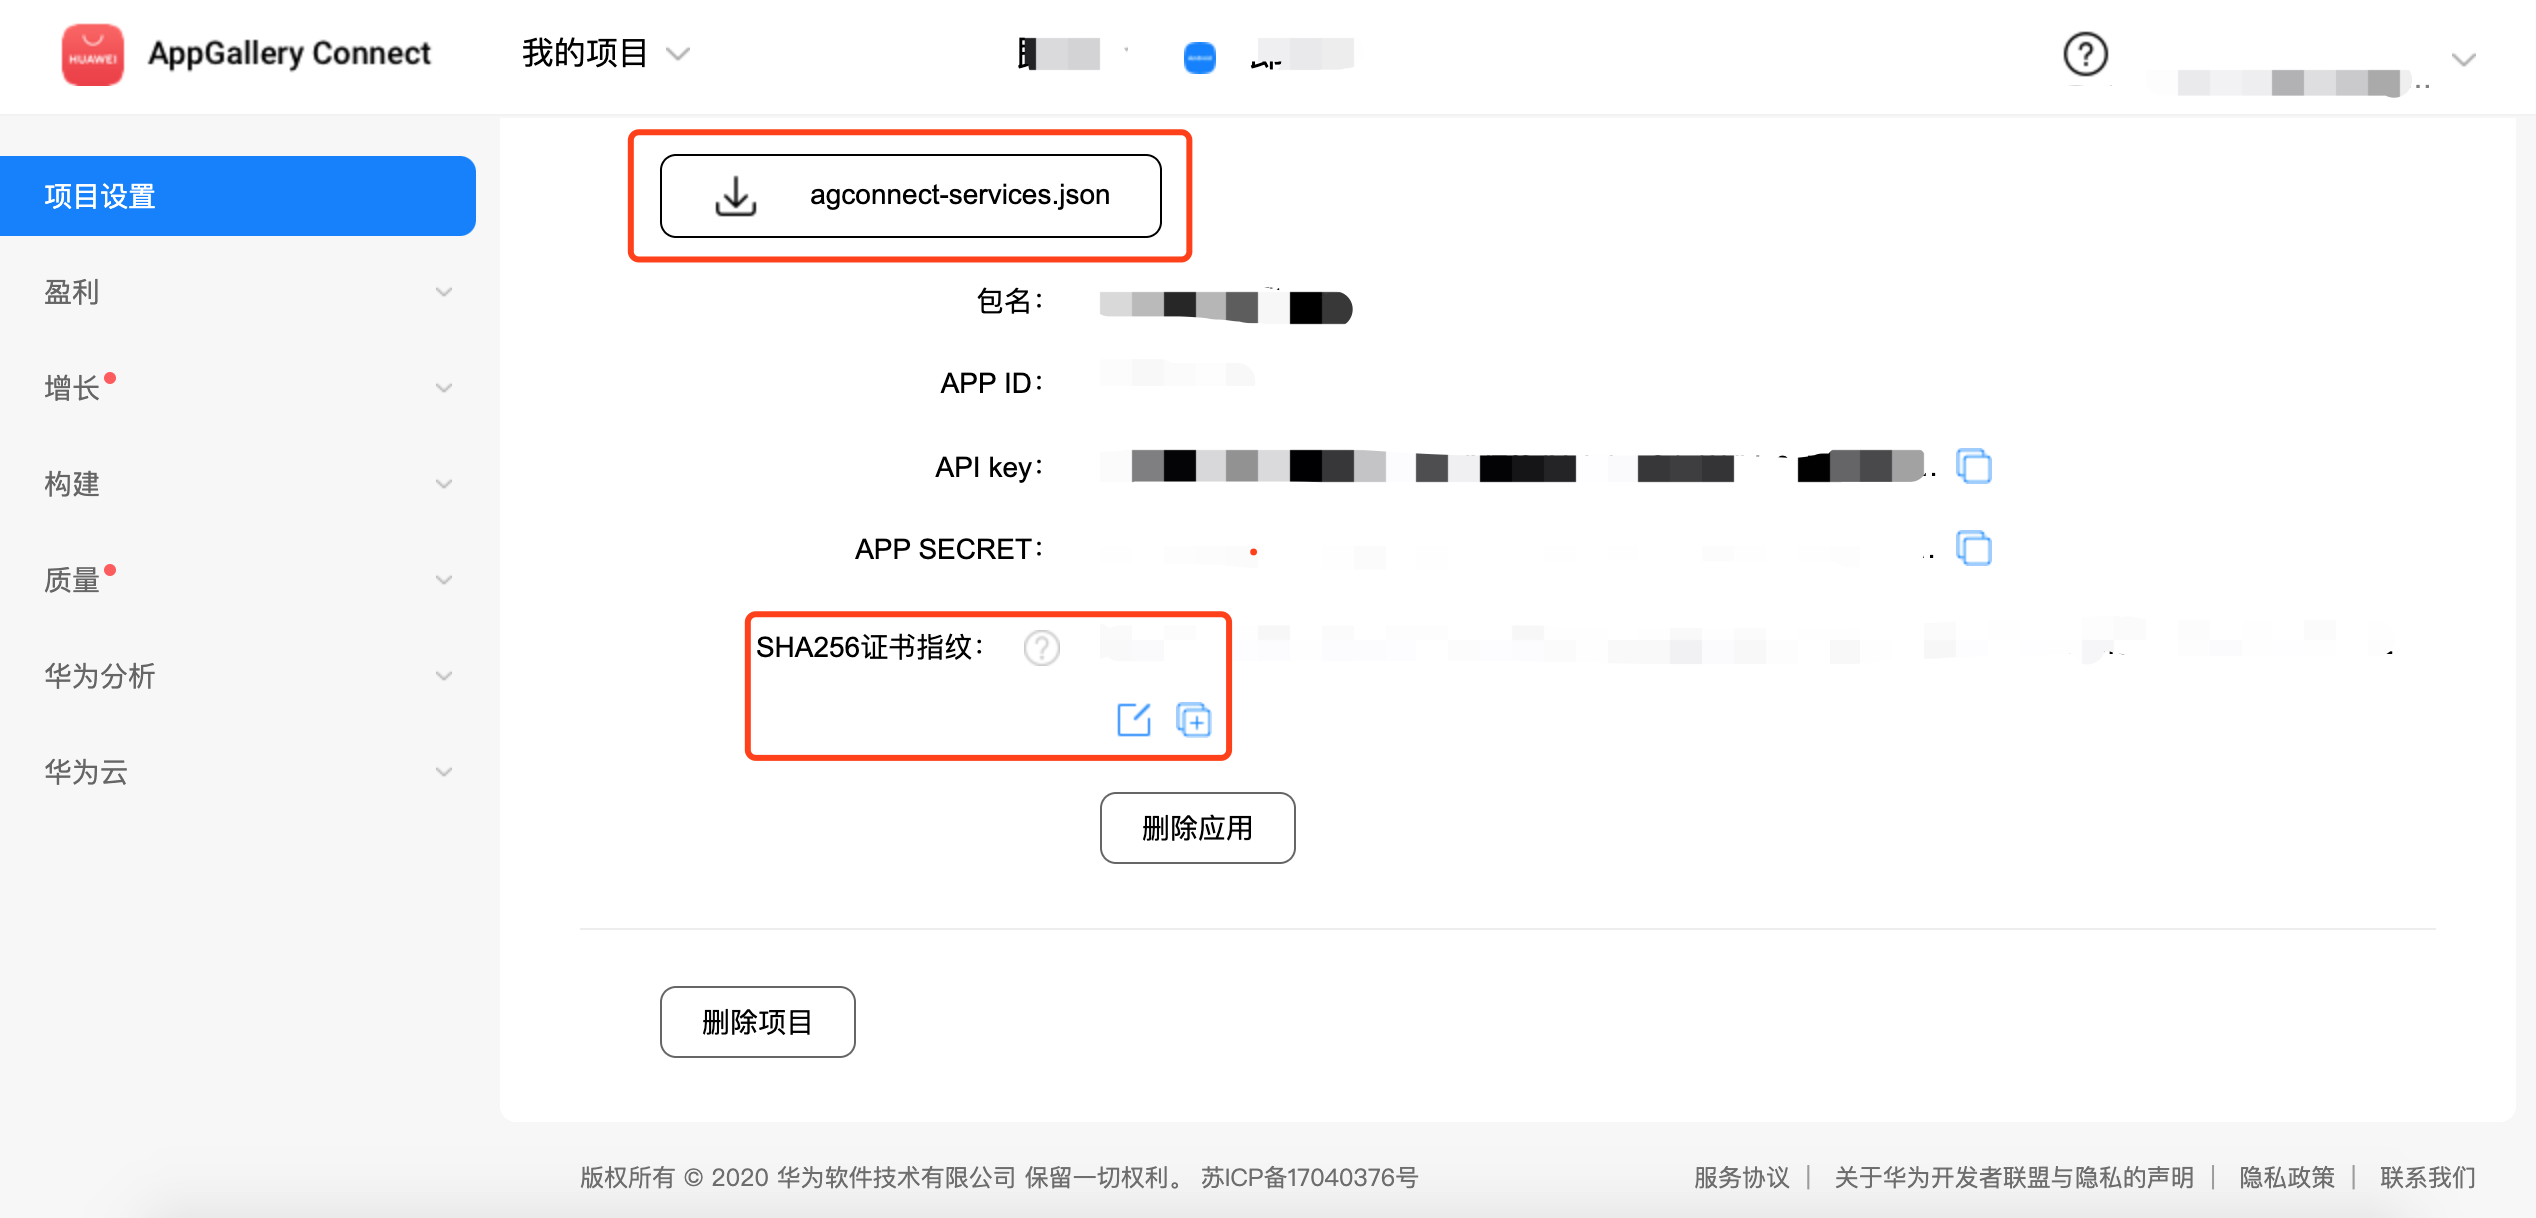 HUAWEI
AppGallery Connect
我的项目
项目设置
盈利
增长
构建
质量
华为分析
华为云
agconnect-services.json
包名：
APP ID：
API key：
APP SECRET：
SHA256证书指纹：
删除应用
删除项目
版权所有 © 2020 华为软件技术有限公司 保留一切权利。 苏ICP备17040376号
服务协议 | 关于华为开发者联盟与隐私的声明 | 隐私政策 | 联系我们